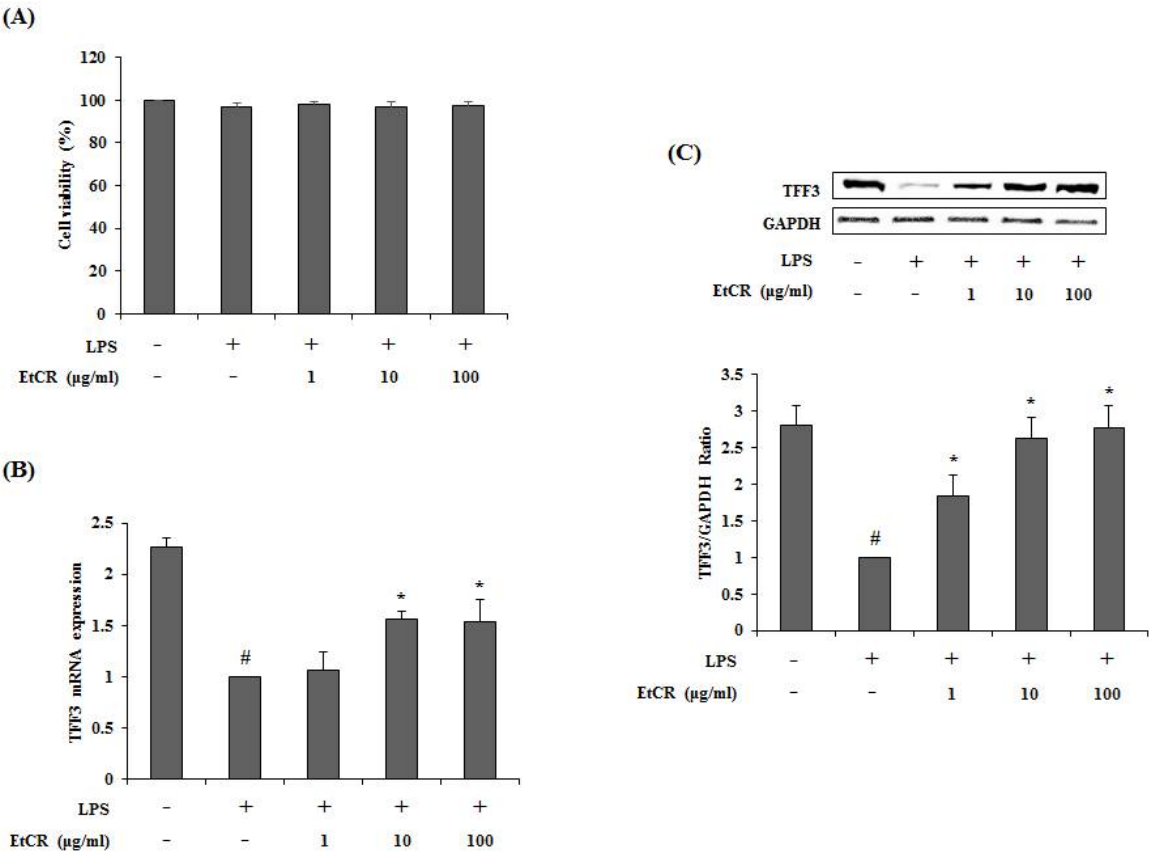 (A)
120
100
80
60
40
20
0
Cell viability (%)
LPS - + + + +
EtCR (μg/ml) - - 1 10 100
(B)
2.5
2
1.5
1
0.5
0
TFF3 mRNA expression
#
*
*
LPS - + + + +
EtCR (μg/ml) - - 1 10 100
(C)
TFF3
GAPDH
LPS - + + + +
EtCR (μg/ml) - - 1 10 100
3.5
3
2.5
2
1.5
1
0.5
0
TFF3/GAPDH Ratio
#
*
*
*
LPS - + + + +
EtCR (μg/ml) - - 1 10 100